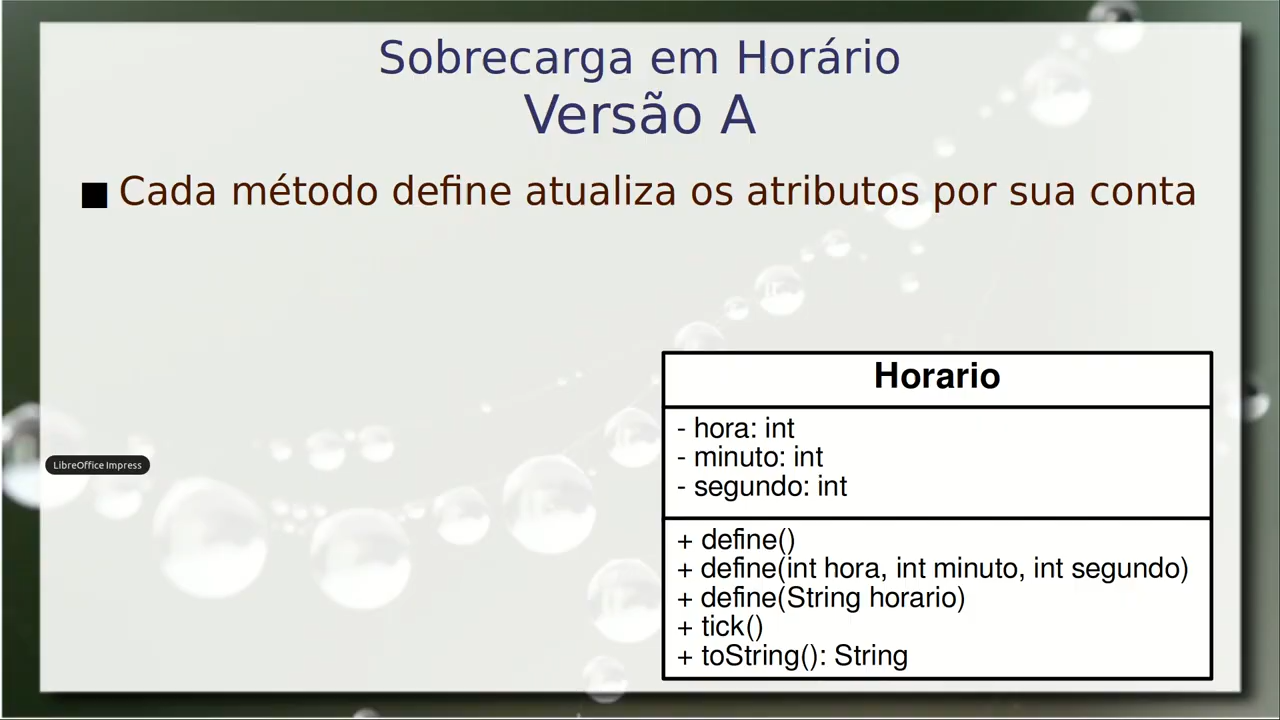 Sobrecarga em Horário
Versão A
Cada método define atualiza os atributos por sua conta
Horario
- hora: int
- minuto: int
- segundo: int
LibreOffice Impress
+ define()
+ define(int hora, int minuto, int segundo)
+ define(String horario)
+ tick()
+ toString(): String